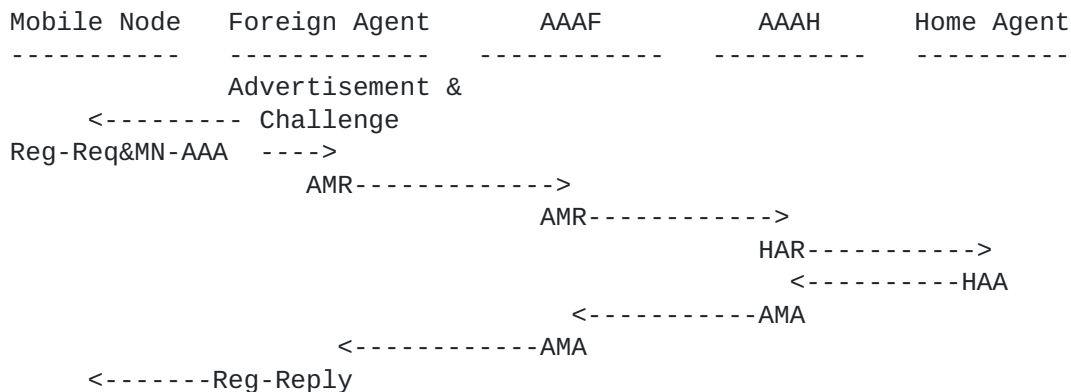 Mobile Node   Foreign Agent       AAAF            AAAH      Home Agent
-----------   -------------   ------------     ----------   ----------
              Advertisement &
     <--------- Challenge
Reg-Req&MN-AAA  ---->
                   AMR------------->
                                  AMR------------>
                                                HAR----------->
                                                  <----------HAA
                                    <-----------AMA
                     <------------AMA
     <-------Reg-Reply